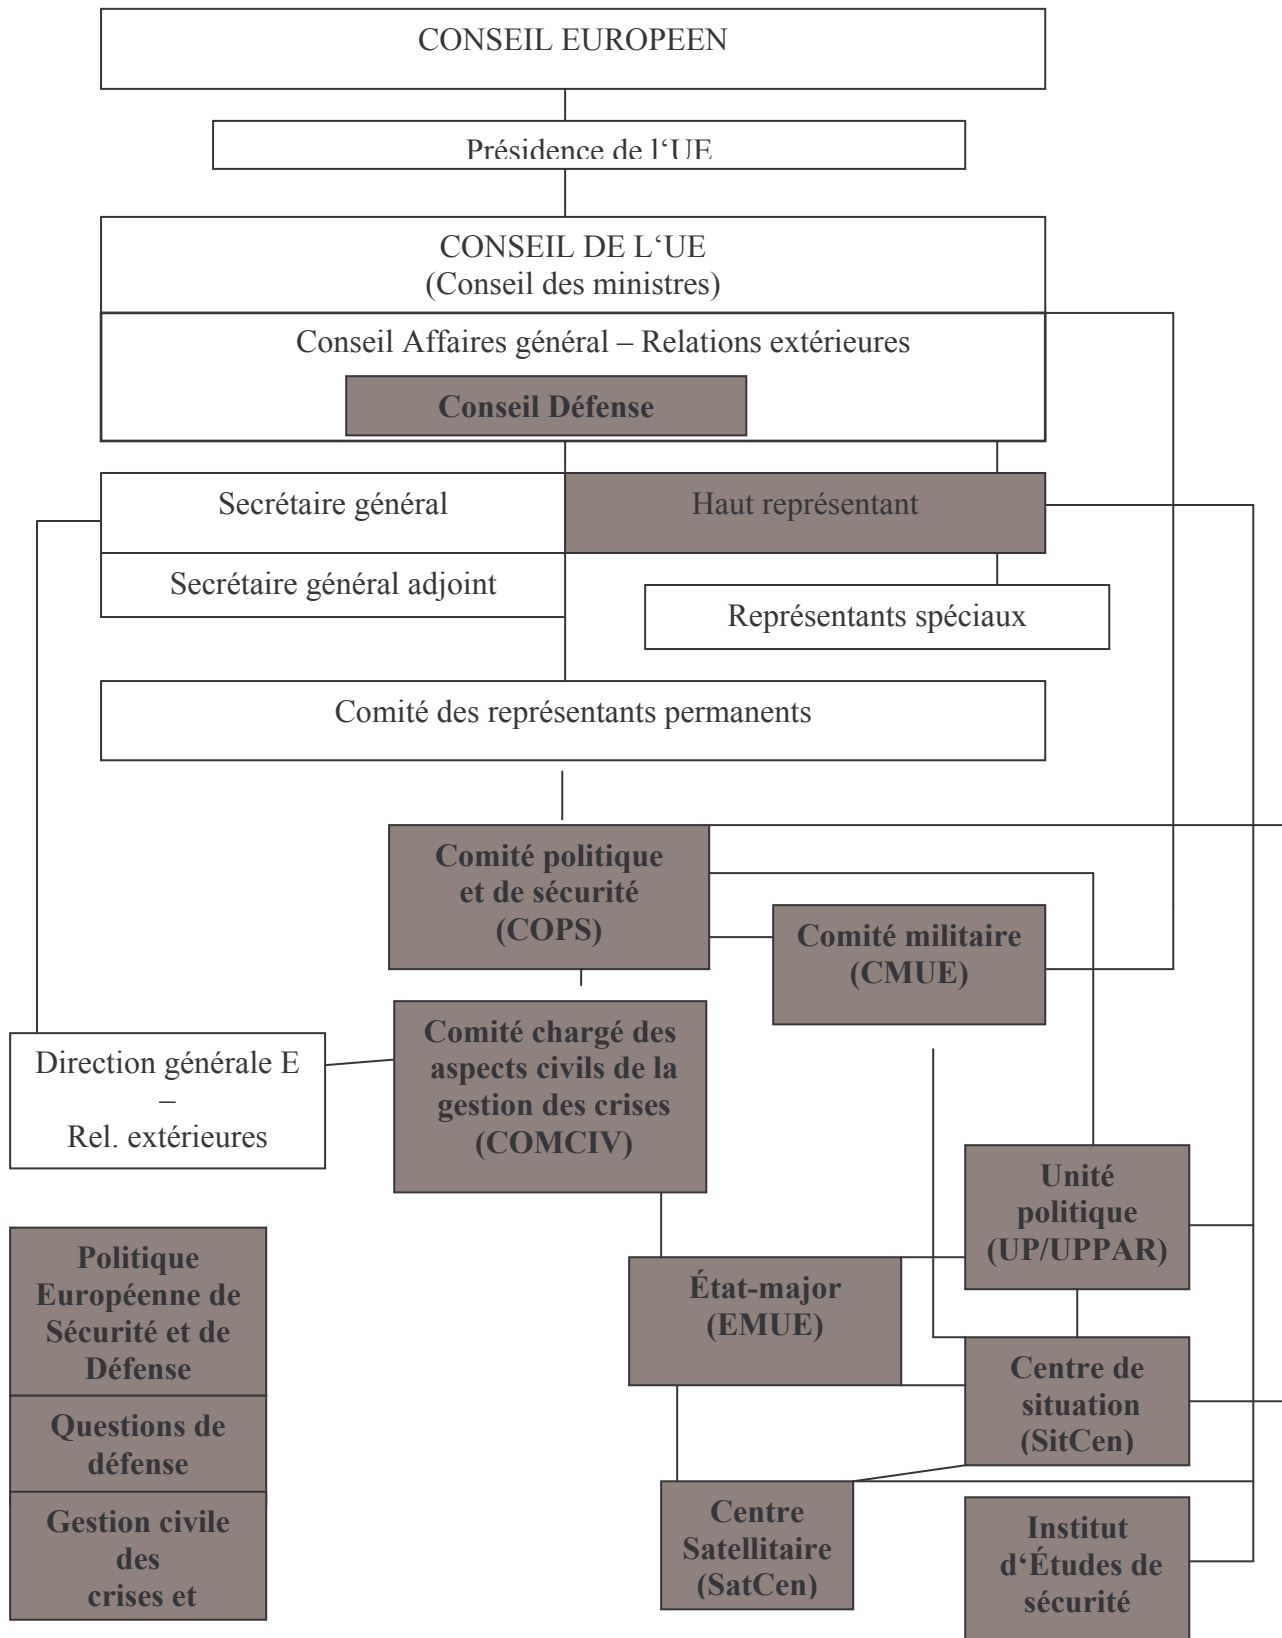 CONSEIL EUROPEEN
Présidence de l‘UE
CONSEIL DE L‘UE
(Conseil des ministres)
Conseil Affaires général – Relations extérieures
Conseil Défense
Secrétaire général
Haut représentant
Secrétaire général adjoint
Représentants spéciaux
Comité des représentants permanents
Comité politique
et de sécurité
(COPS)
Comité militaire
(CMUE)
Comité chargé des
aspects civils de la
gestion des crises
(COMCIV)
Direction générale E
–
Rel. extérieures
Unité
politique
(UP/UPPAR)
Politique
Européenne de
Sécurité et de
Défense
Questions de
défense
Gestion civile
des
crises et
État-major
(EMUE)
Centre de
situation
(SitCen)
Centre
Satellitaire
(SatCen)
Institut
d‘Études de
sécurité